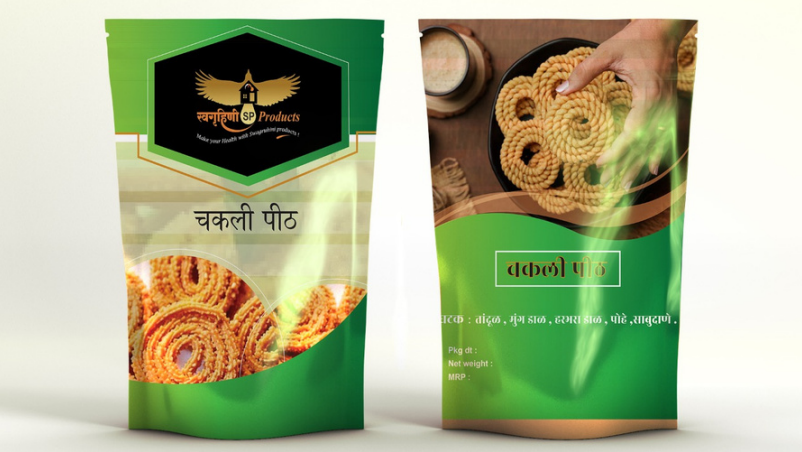 स्वगृहिणी SP Products
Make your Health with Swagruhini products !
चकली पीठ
चकली पीठ
घटक : तांदूळ , मुंग डाळ , हरभरा डाळ , पोहे ,साबुदाणे .
Pkg dt :
Net weight :
MRP :